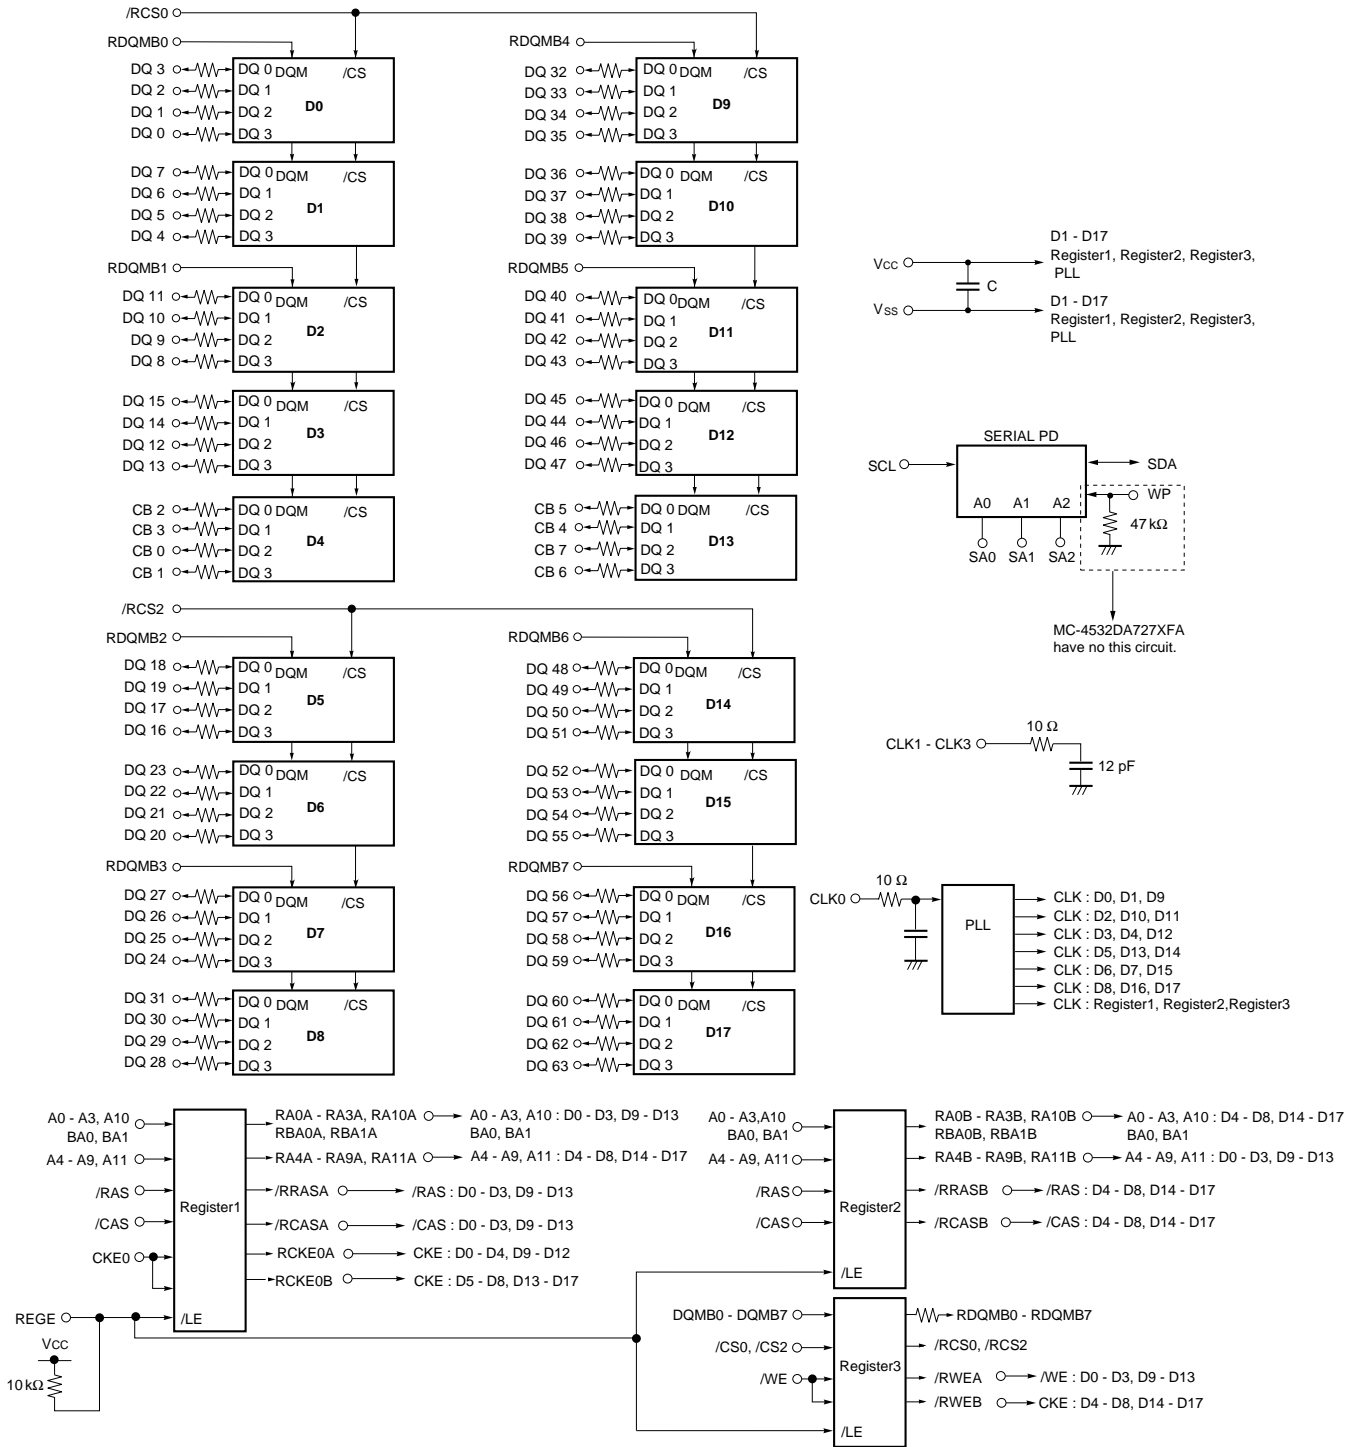 /RCS0
RDQMB0
DQ 3 DQ 0 DQM /CS
DQ 2 DQ 1
D0
DQ 1 DQ 2
DQ 0 DQ 3
DQ 7 DQ 0 DQM /CS
DQ 6 DQ 1
D1
DQ 5 DQ 2
DQ 4 DQ 3
RDQMB1
DQ 11 DQ 0 DQM /CS
DQ 10 DQ 1
D2
DQ 9 DQ 2
DQ 8 DQ 3
DQ 15 DQ 0 DQM /CS
DQ 14 DQ 1
D3
DQ 12 DQ 2
DQ 13 DQ 3
CB 2 DQ 0 DQM /CS
CB 3 DQ 1
D4
CB 0 DQ 2
CB 1 DQ 3
RDQMB4
DQ 32 DQ 0 DQM /CS
DQ 33 DQ 1
D9
DQ 34 DQ 2
DQ 35 DQ 3
DQ 36 DQ 0 DQM /CS
DQ 37 DQ 1
D10
DQ 38 DQ 2
DQ 39 DQ 3
RDQMB5
DQ 40 DQ 0 DQM /CS
DQ 41 DQ 1
D11
DQ 42 DQ 2
DQ 43 DQ 3
DQ 45 DQ 0 DQM /CS
DQ 44 DQ 1
D12
DQ 46 DQ 2
DQ 47 DQ 3
CB 5 DQ 0 DQM /CS
CB 4 DQ 1
D13
CB 7 DQ 2
CB 6 DQ 3
/RCS2
RDQMB2
DQ 18 DQ 0 DQM /CS
DQ 19 DQ 1
D5
DQ 17 DQ 2
DQ 16 DQ 3
DQ 23 DQ 0 DQM /CS
DQ 22 DQ 1
D6
DQ 21 DQ 2
DQ 20 DQ 3
RDQMB3
DQ 27 DQ 0 DQM /CS
DQ 26 DQ 1
D7
DQ 25 DQ 2
DQ 24 DQ 3
DQ 31 DQ 0 DQM /CS
DQ 30 DQ 1
D8
DQ 29 DQ 2
DQ 28 DQ 3
RDQMB6
DQ 48 DQ 0 DQM /CS
DQ 49 DQ 1
D14
DQ 50 DQ 2
DQ 51 DQ 3
DQ 52 DQ 0 DQM /CS
DQ 53 DQ 1
D15
DQ 54 DQ 2
DQ 55 DQ 3
RDQMB7
DQ 56 DQ 0 DQM /CS
DQ 57 DQ 1
D16
DQ 58 DQ 2
DQ 59 DQ 3
DQ 60 DQ 0 DQM /CS
DQ 61 DQ 1
D17
DQ 62 DQ 2
DQ 63 DQ 3
D1 - D17
Register1, Register2, Register3,
PLL
VCC
C
VSS
D1 - D17
Register1, Register2, Register3,
PLL
SERIAL PD
SCL
SDA
WP
A0 A1 A2
47 kΩ
SA0 SA1 SA2
MC-4532DA727XFA
have no this circuit.
10 Ω
CLK1 - CLK3
12 pF
10 Ω
CLK0
PLL
CLK : D0, D1, D9
CLK : D2, D10, D11
CLK : D3, D4, D12
CLK : D5, D13, D14
CLK : D6, D7, D15
CLK : D8, D16, D17
CLK : Register1, Register2,Register3
A0 - A3, A10
BA0, BA1
A4 - A9, A11
/RAS
/CAS
CKE0
REGE
VCC
10 kΩ
Register1
/LE
RA0A - RA3A, RA10A A0 - A3, A10 : D0 - D3, D9 - D13
RBA0A, RBA1A BA0, BA1
RA4A - RA9A, RA11A A4 - A9, A11 : D4 - D8, D14 - D17
/RRASA /RAS : D0 - D3, D9 - D13
/RCASA /CAS : D0 - D3, D9 - D13
RCKE0A CKE : D0 - D4, D9 - D12
RCKE0B CKE : D5 - D8, D13 - D17
A0 - A3,A10
BA0, BA1
A4 - A9, A11
/RAS
/CAS
Register2
/LE
RA0B - RA3B, RA10B A0 - A3, A10 : D4 - D8, D14 - D17
RBA0B, RBA1B BA0, BA1
RA4B - RA9B, RA11B A4 - A9, A11 : D0 - D3, D9 - D13
/RRASB /RAS : D4 - D8, D14 - D17
/RCASB /CAS : D4 - D8, D14 - D17
DQMB0 - DQMB7
/CS0, /CS2
/WE
Register3
/LE
RDQMB0 - RDQMB7
/RCS0, /RCS2
/RWEA /WE : D0 - D3, D9 - D13
/RWEB CKE : D4 - D8, D14 - D17